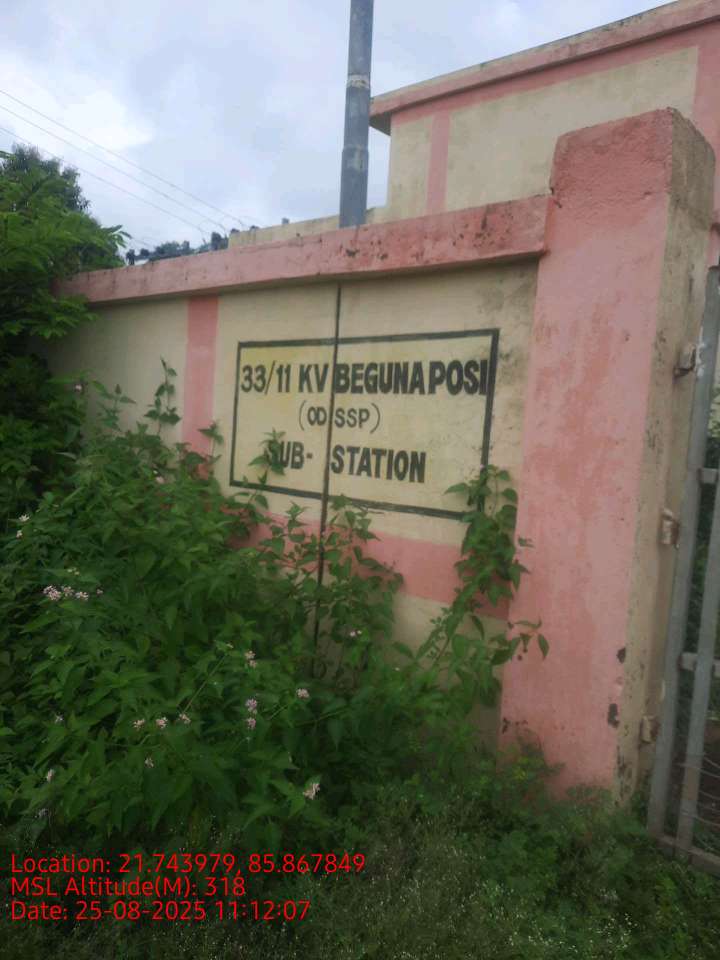 33/11 KV BEGUNAPOSI
(ODSSP)
SUB- STATION
Location: 21.743979, 85.867849
MSL Altitude(M): 318
Date: 25-08-2025 11:12:07